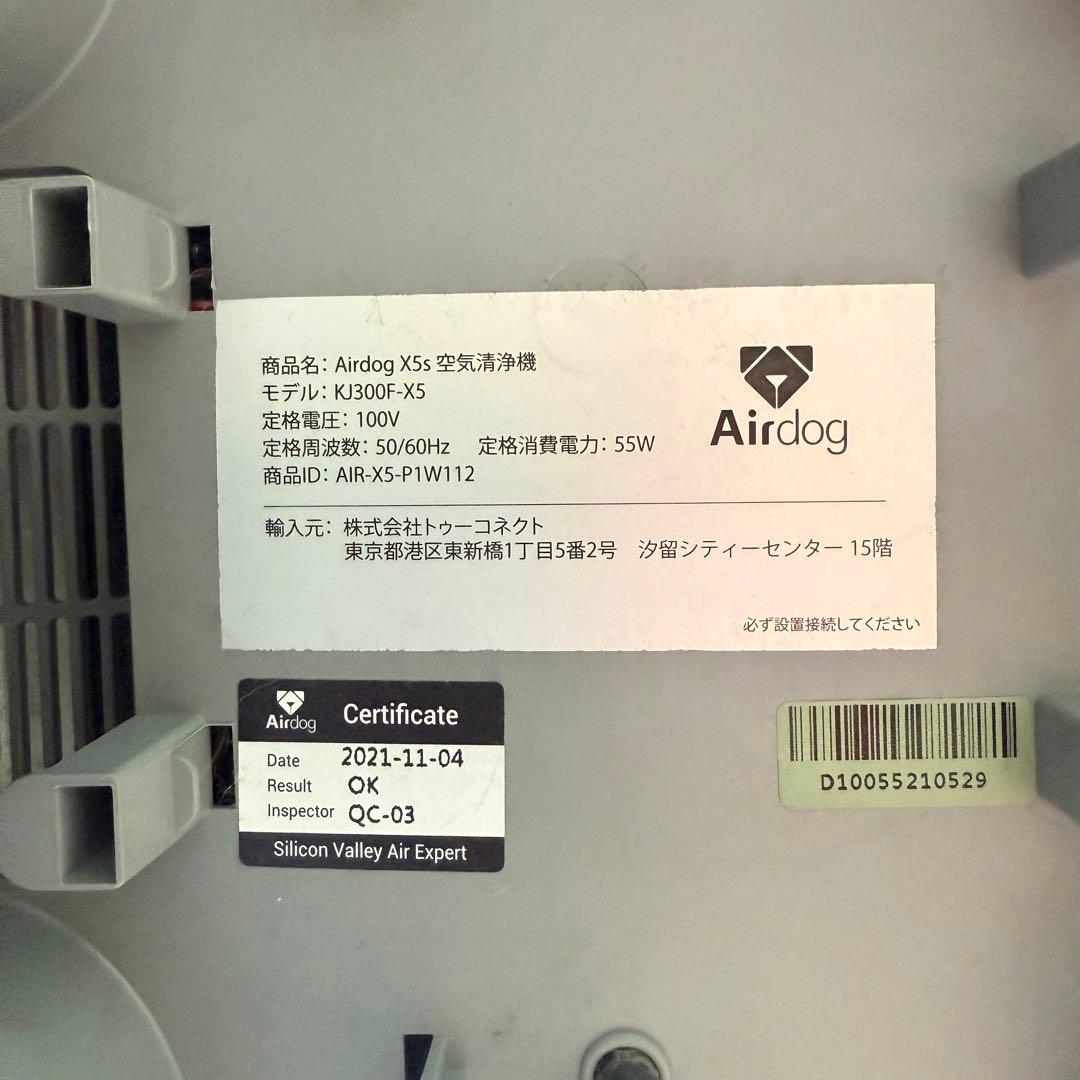 商品名： Airdog X5s 空気清浄機
モデル： KJ300F-X5
定格電圧： 100V
定格周波数： 50/60Hz 定格消費電力： 55W
商品ID： AIR-X5-P1W112
Airdog
輸入元： 株式会社トゥーコネクト
東京都港区東新橋1丁目5番2号 汐留シティーセンター 15階
必ず設置接続してください
Airdog Certificate
Date 2021-11-04
Result OK
Inspector QC-03
Silicon Valley Air Expert
D10055210529